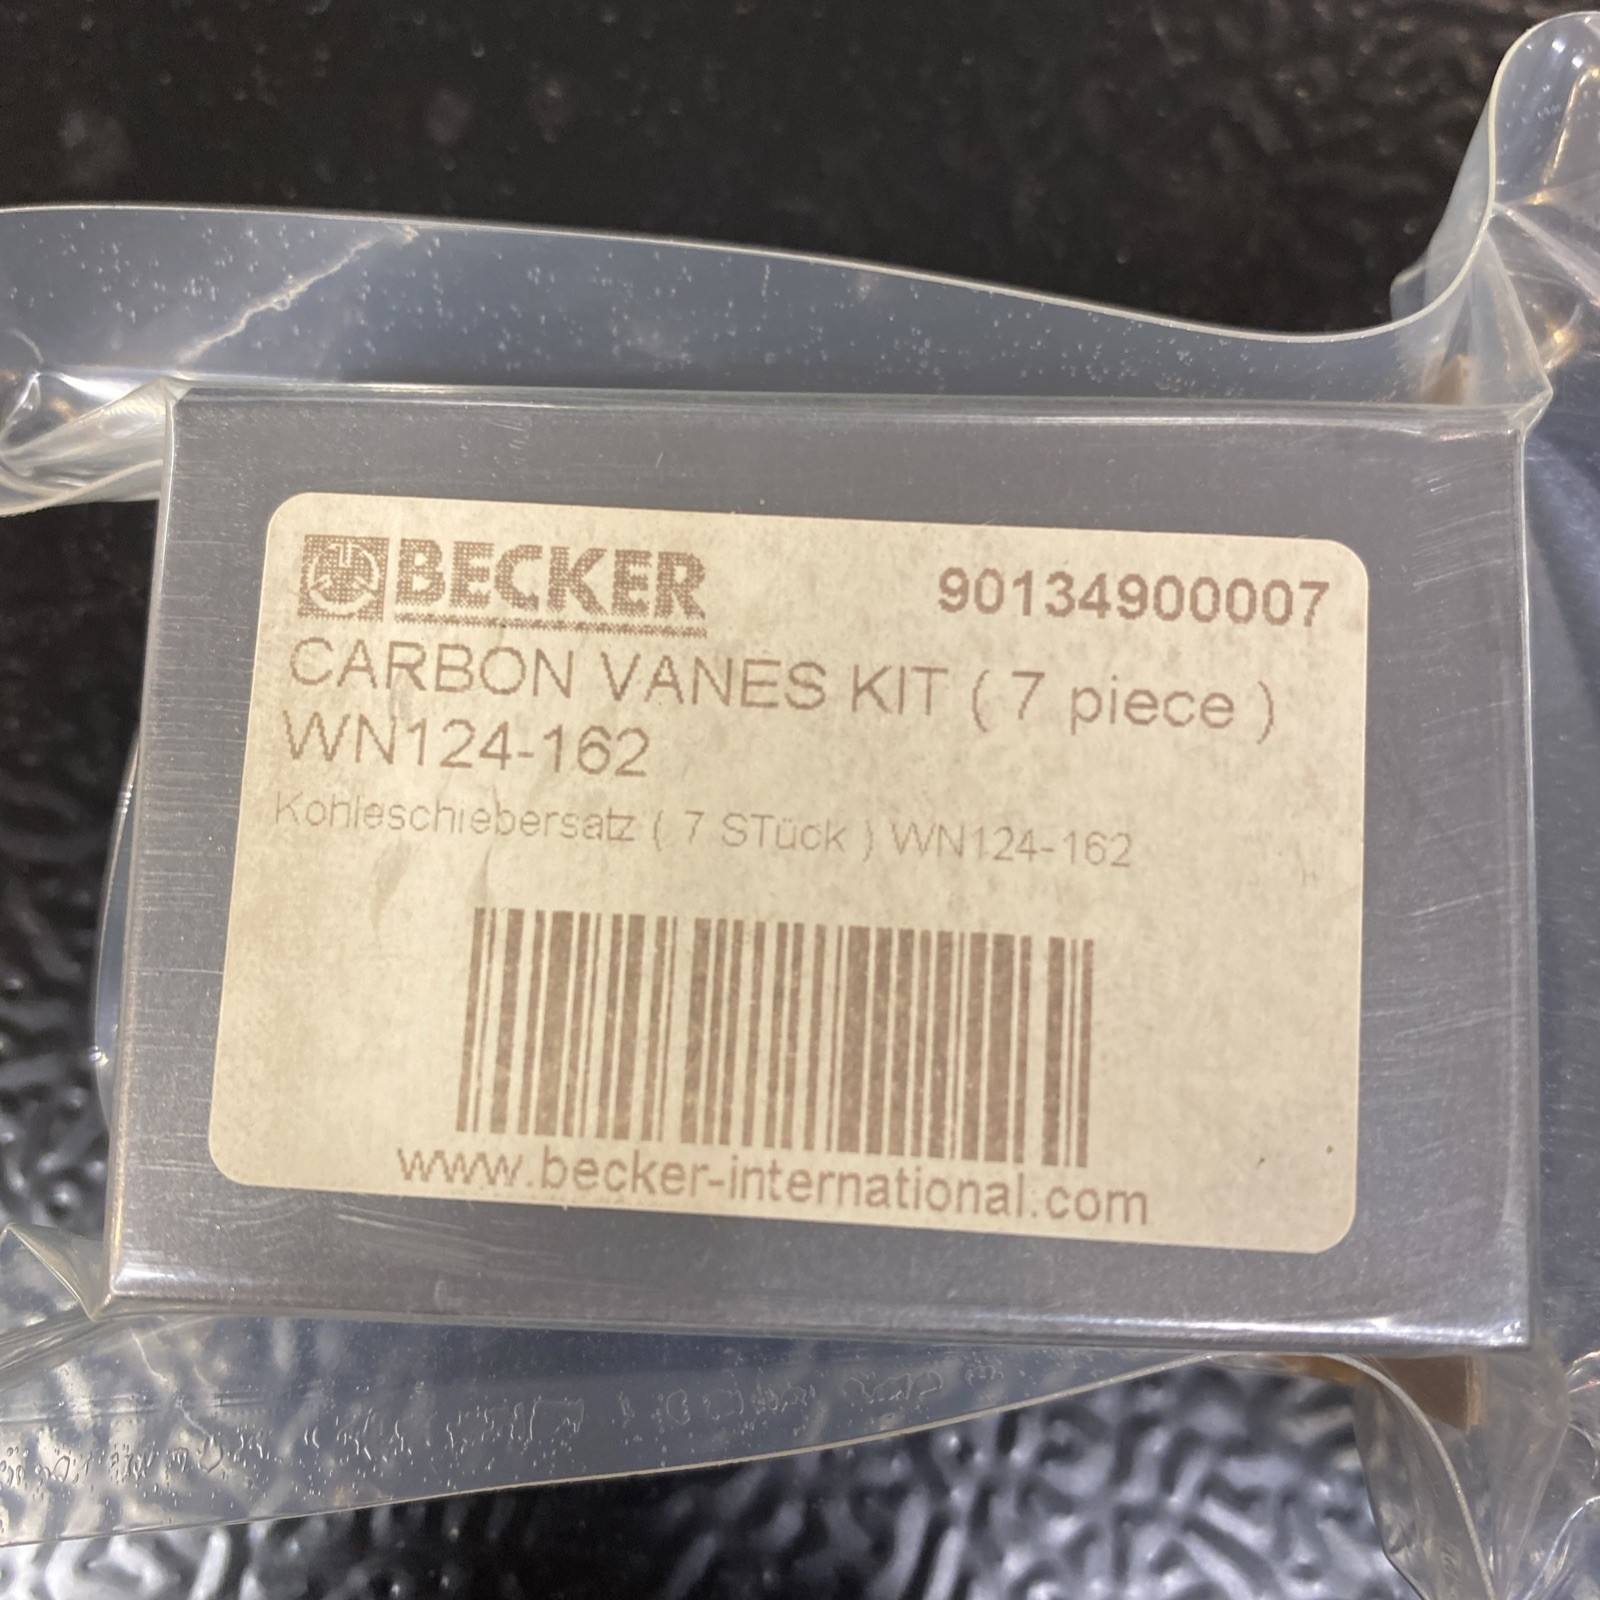 BECKER 90134900007
CARBON VANES KIT ( 7 piece )
WN124-162
Kohleschiebersatz ( 7 STück ) WN124-162
www.becker-international.com